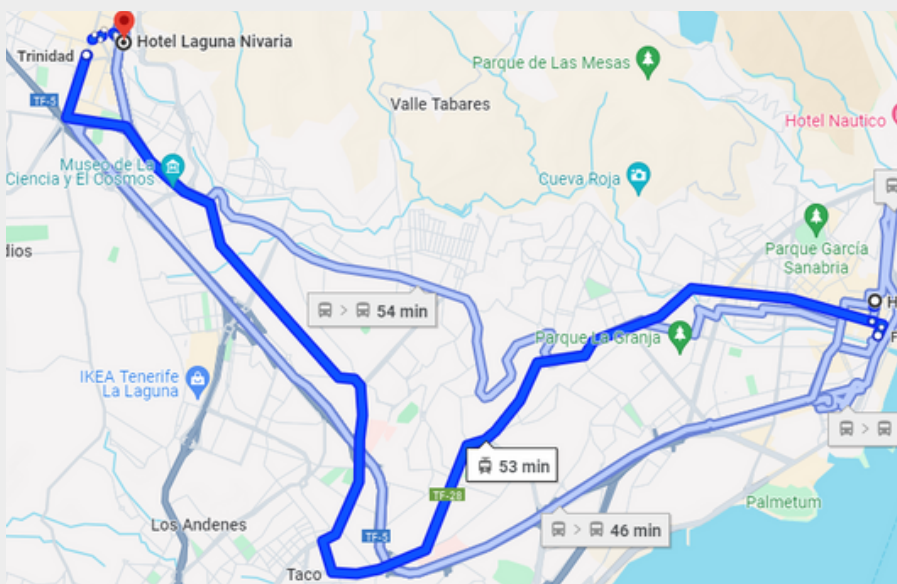 Hotel Laguna Nivaria
Trinidad
Parque de Las Mesas
TF-5
Valle Tabares
Hotel Nautico
Museo de La
Ciencia y El Cosmos
Cueva Roja
dios
Parque García
Sanabria
H
54 min
Parque La Granja
F
IKEA Tenerife
La Laguna
53 min
TF-28
Palmetum
Los Andenes
TF-5
46 min
Taco